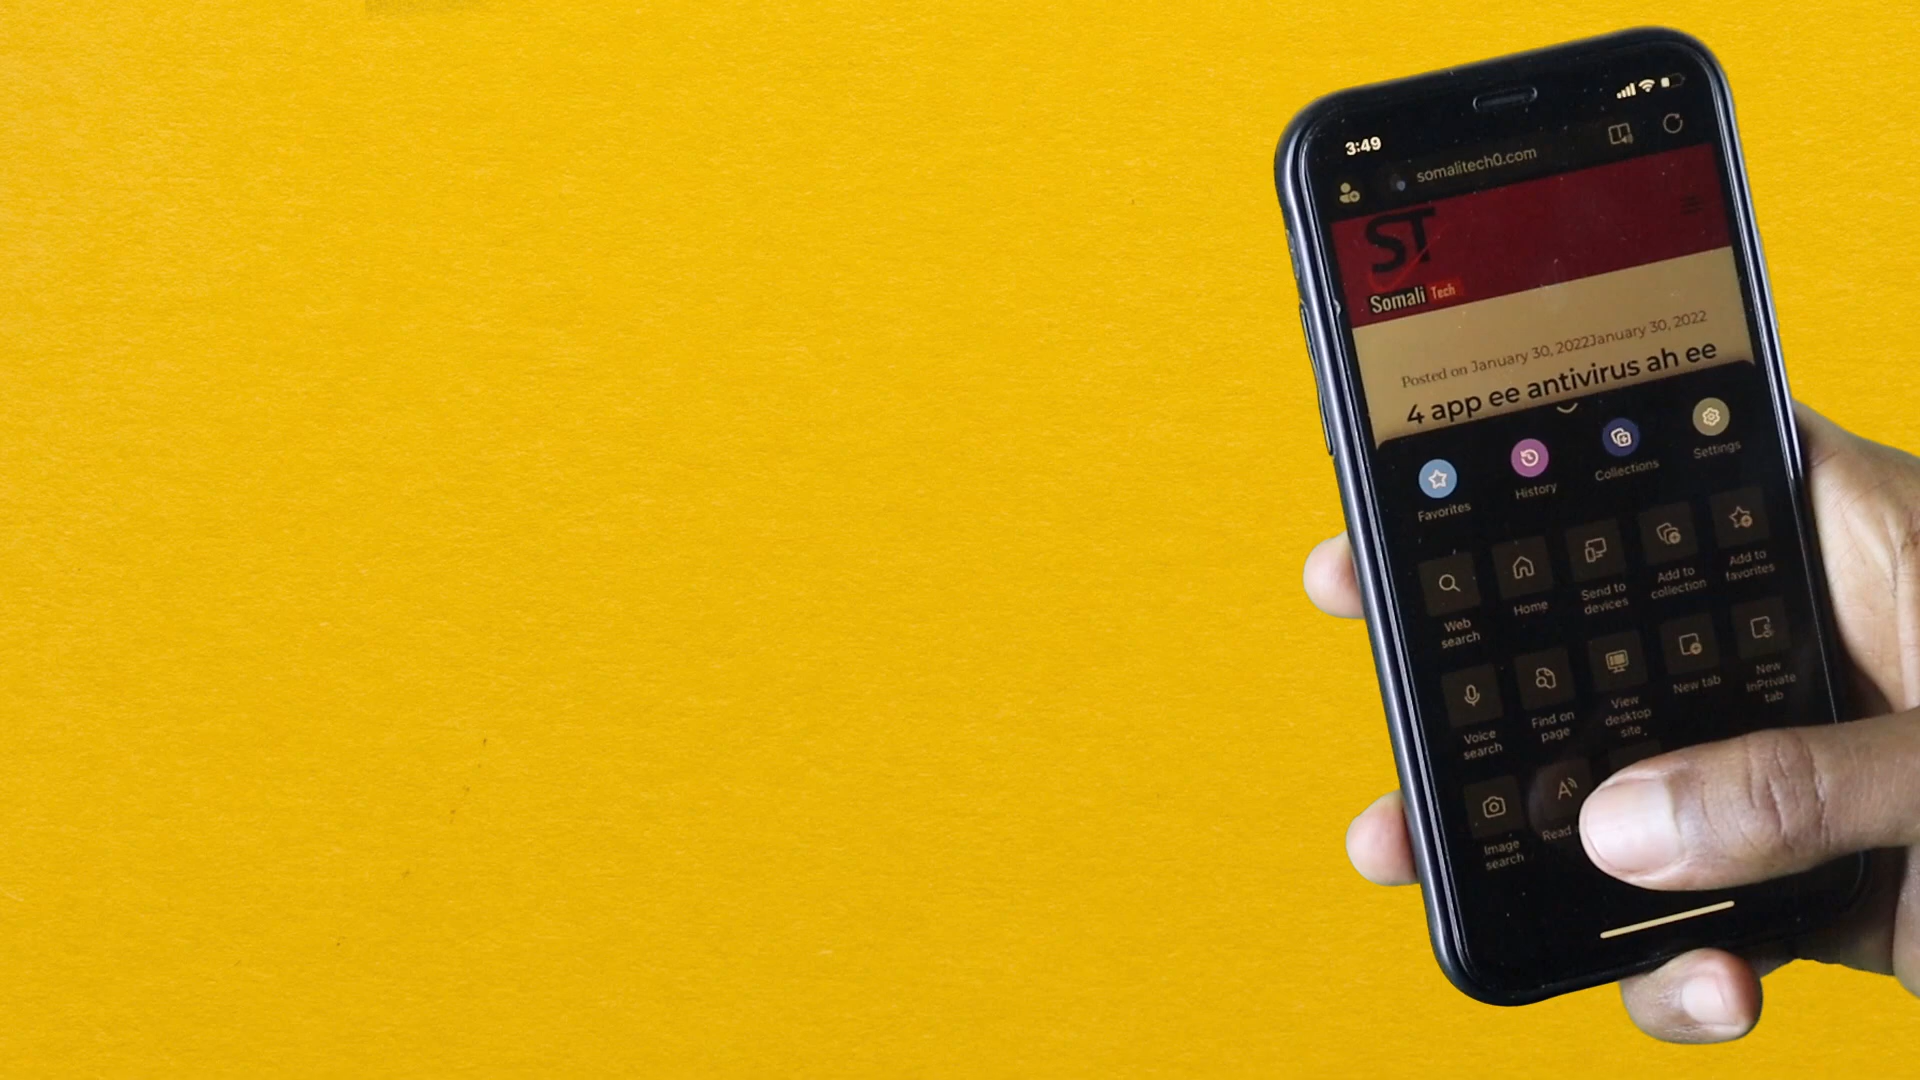 3:49
somalitech0.com
ST
Somali Tech
Posted on January 30, 2022January 30, 2022
4 app ee antivirus ah ee
Favorites
History
Collections
Settings
Web
search
Home
Send to
devices
Add to
collection
Add to
favorites
Voice
search
Find on
page
View
desktop
site
New tab
New
InPrivate
tab
Image
search
Read